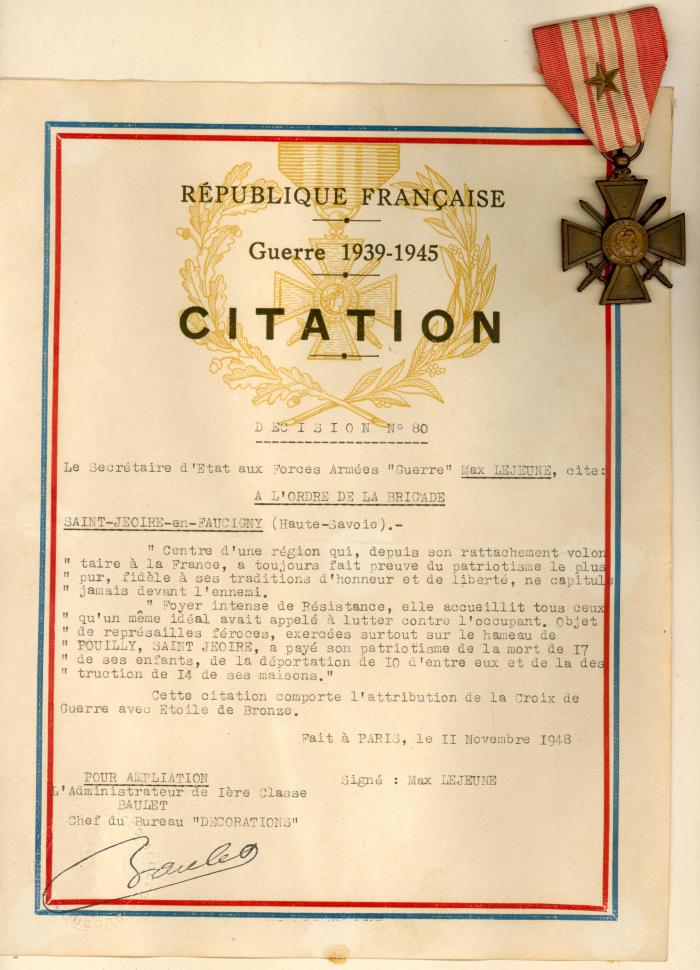 RÉPUBLIQUE FRANÇAISE
Guerre 1939-1945
CITATION
DECISION N° 80
Le Secrétaire d'Etat aux Forces Armées "Guerre" Max LEJEUNE, cite:
A L'ORDRE DE LA BRIGADE
SAINT-JEOIRE-en-FAUCIGNY (Haute-Savoie).-
" Centre d'une région qui, depuis son rattachement volon
" taire à la France, a toujours fait preuve du patriotisme le plus
" pur, fidèle à ses traditions d'honneur et de liberté, ne capitule
" jamais devant l'ennemi.
" Foyer intense de Résistance, elle accueillit tous ceux
" qu'un même idéal avait appelé à lutter contre l'occupant. Objet
" de représailles féroces, exercées surtout sur le hameau de
" POUILLY, SAINT JEOIRE, a payé son patriotisme de la mort de I7
" de ses enfants, de la déportation de I0 d'entre eux et de la des
" truction de I4 de ses maisons."
Cette citation comporte l'attribution de la Croix de
Guerre avec Etoile de Bronze.
Fait à PARIS, le II Novembre I948
POUR AMPLIATION
Signé : Max LEJEUNE
L'Administrateur de Ière Classe
BAULET
Chef du Bureau "DECORATIONS"
Baulet